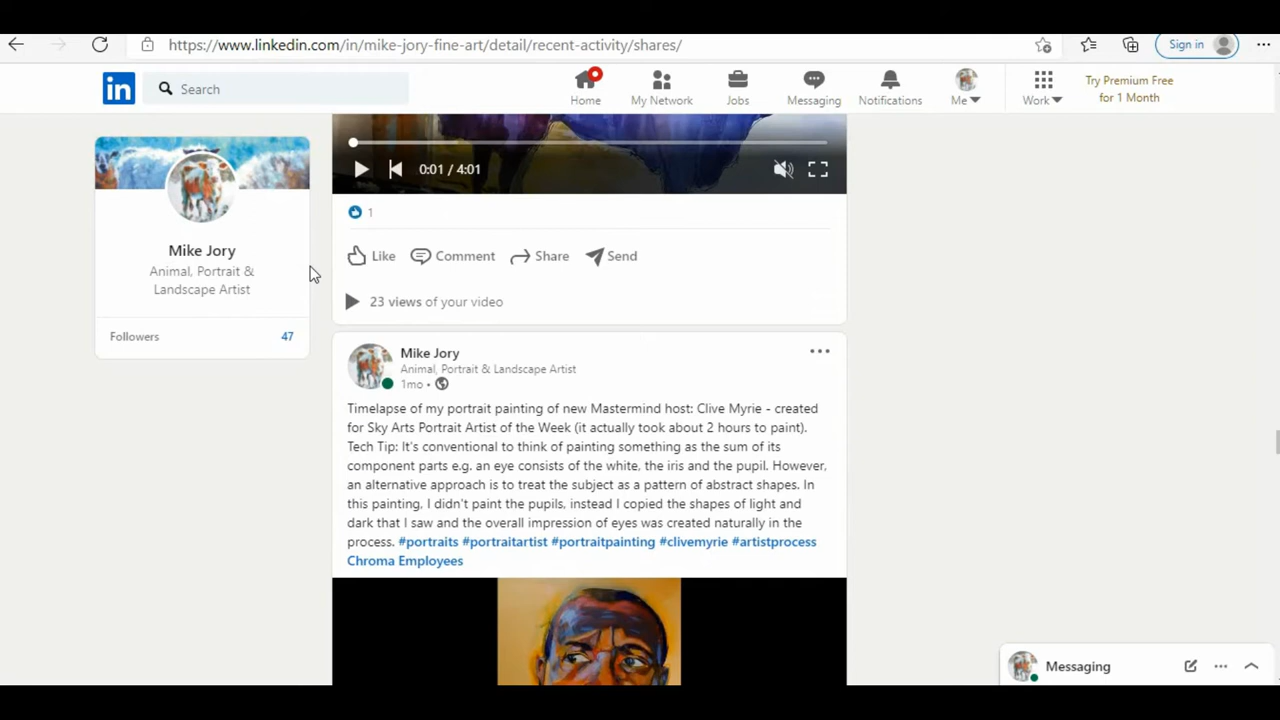 https://www.linkedin.com/in/mike-jory-fine-art/detail/recent-activity/shares/
Sign in
in
Search
Home
My Network
Jobs
Messaging
Notifications
Me
Work
Try Premium Free
for 1 Month
Mike Jory
Animal, Portrait &
Landscape Artist
Followers 47
0:01 / 4:01
1
Like
Comment
Share
Send
23 views of your video
Mike Jory
Animal, Portrait & Landscape Artist
1mo •
Timelapse of my portrait painting of new Mastermind host: Clive Myrie - created
for Sky Arts Portrait Artist of the Week (it actually took about 2 hours to paint).
Tech Tip: It's conventional to think of painting something as the sum of its
component parts e.g. an eye consists of the white, the iris and the pupil. However,
an alternative approach is to treat the subject as a pattern of abstract shapes. In
this painting, I didn't paint the pupils, instead I copied the shapes of light and
dark that I saw and the overall impression of eyes was created naturally in the
process. #portraits #portraitartist #portraitpainting #clivemyrie #artistprocess
Chroma Employees
Messaging